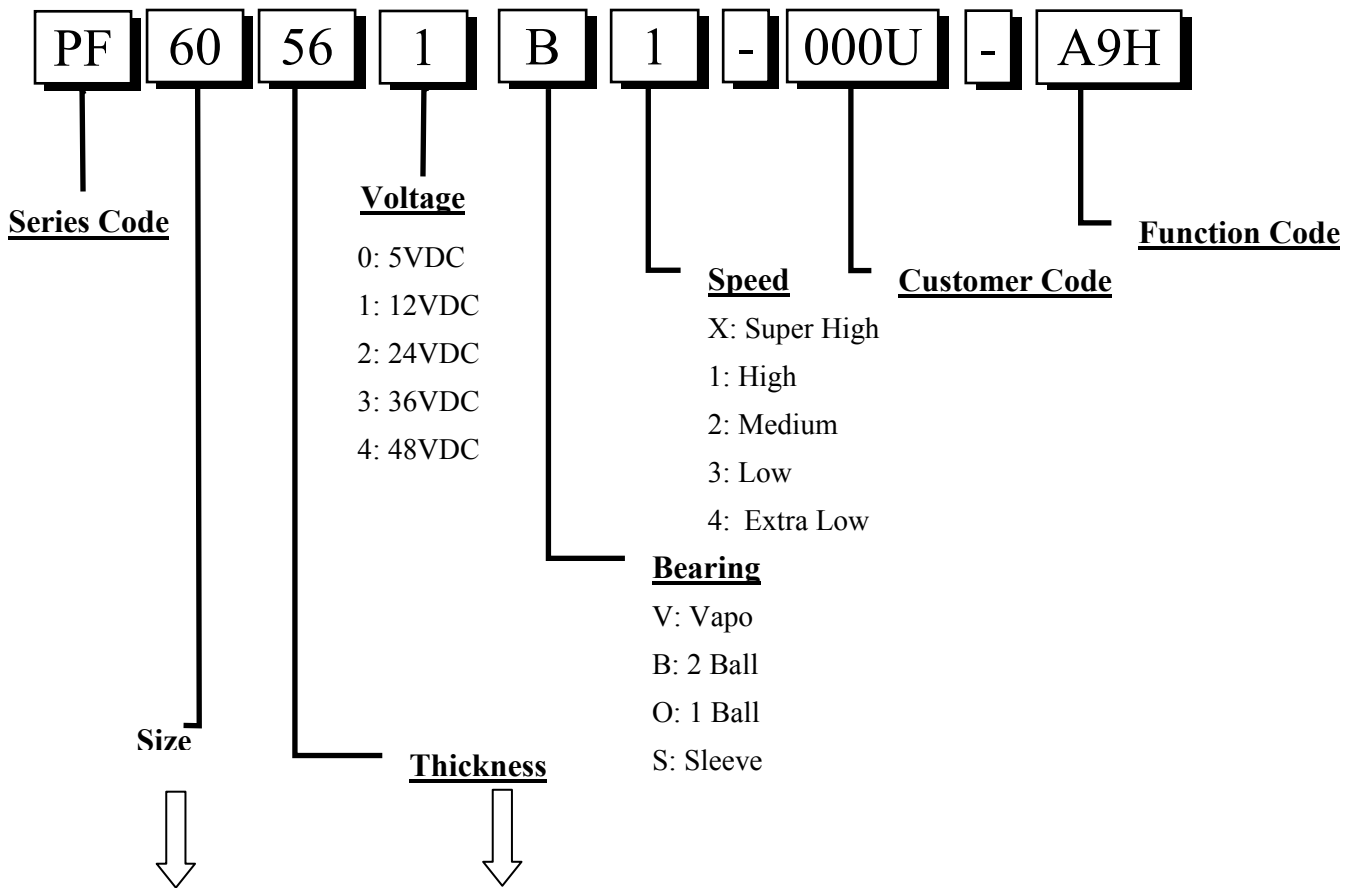 PF 60 56 1 B 1 - 000U - A9H
Series Code
Voltage
0: 5VDC
1: 12VDC
2: 24VDC
3: 36VDC
4: 48VDC
Function Code
Customer Code
Speed
X: Super High
1: High
2: Medium
3: Low
4: Extra Low
Bearing
V: Vapo
B: 2 Ball
O: 1 Ball
S: Sleeve
Size
Thickness